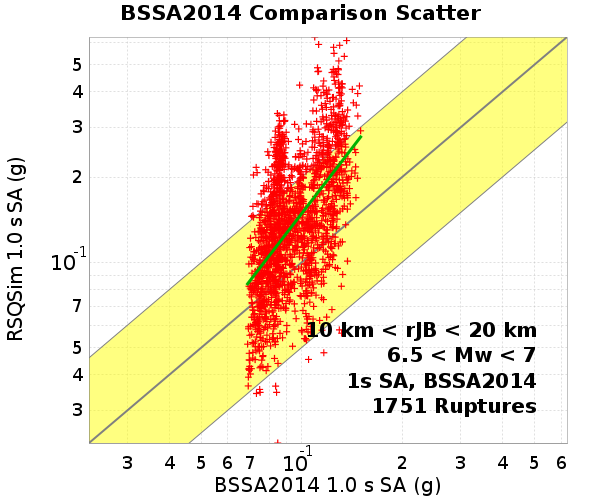 BSSA2014 Comparison Scatter
RSQSim 1.0 s SA (g)
5
4
3
2
10-1
7
5
4
3
10 km < rJB < 20 km
6.5 < Mw < 7
1s SA, BSSA2014
1751 Ruptures
3 4 5 6 7 10-1 2 3 4 5 6
BSSA2014 1.0 s SA (g)